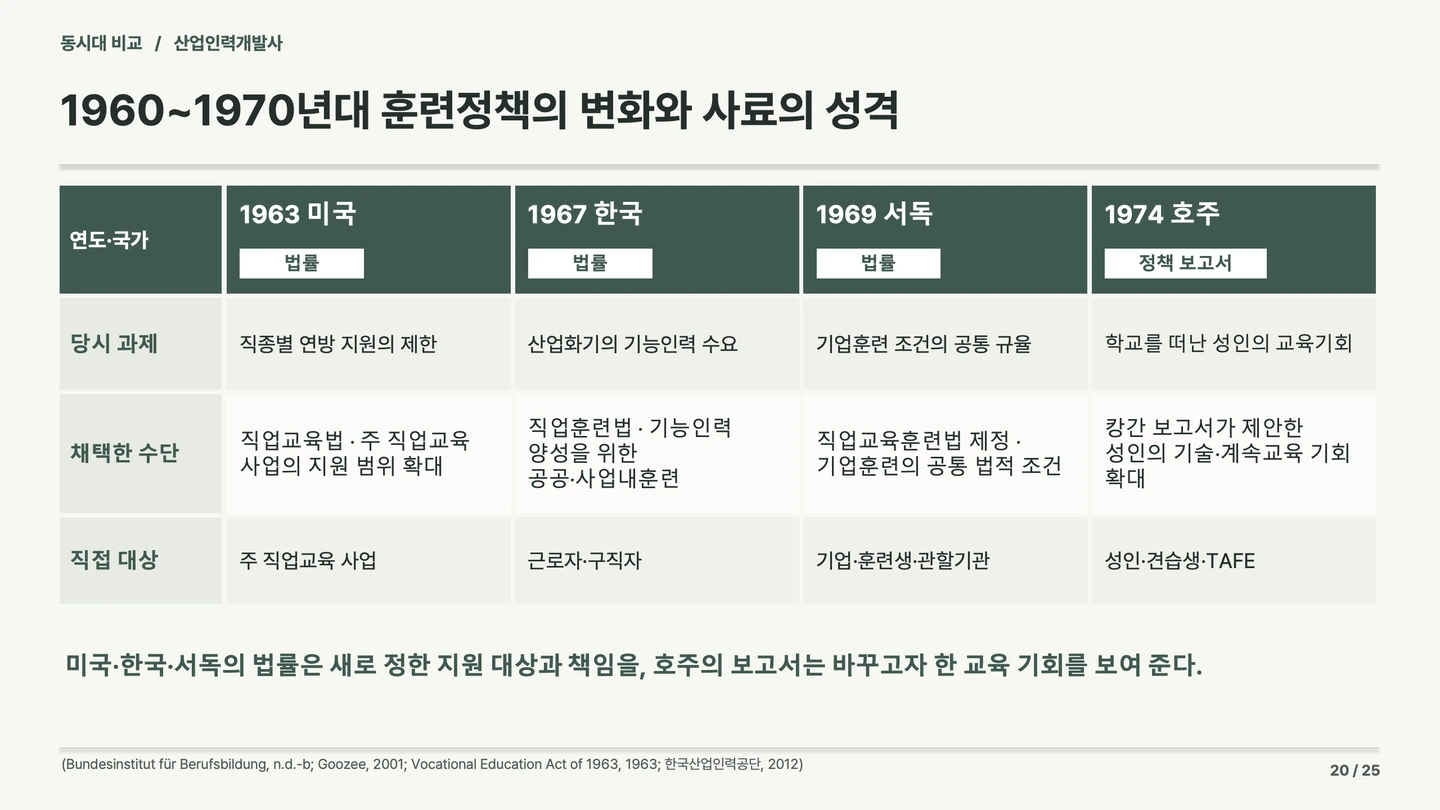 동시대 비교 / 산업인력개발사
1960~1970년대 훈련정책의 변화와 사료의 성격
연도·국가
1963 미국
법률
1967 한국
법률
1969 서독
법률
1974 호주
정책 보고서
당시 과제
직종별 연방 지원의 제한
산업화기의 기능인력 수요
기업훈련 조건의 공통 규율
학교를 떠난 성인의 교육기회
채택한 수단
직업교육법 · 주 직업교육
사업의 지원 범위 확대
직업훈련법 · 기능인력
양성을 위한
공공·사업내훈련
직업교육훈련법 제정 ·
기업훈련의 공통 법적 조건
캉간 보고서가 제안한
성인의 기술·계속교육 기회
확대
직접 대상
주 직업교육 사업
근로자·구직자
기업·훈련생·관할기관
성인·견습생·TAFE
미국·한국·서독의 법률은 새로 정한 지원 대상과 책임을, 호주의 보고서는 바꾸고자 한 교육 기회를 보여 준다.
(Bundesinstitut für Berufsbildung, n.d.-b; Goozee, 2001; Vocational Education Act of 1963, 1963; 한국산업인력공단, 2012)
20 / 25